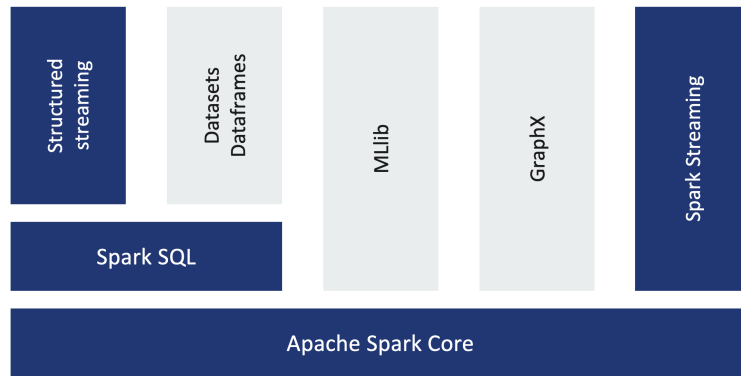 Structured
streaming
Datasets
Dataframes
MLlib
GraphX
Spark Streaming
Spark SQL
Apache Spark Core